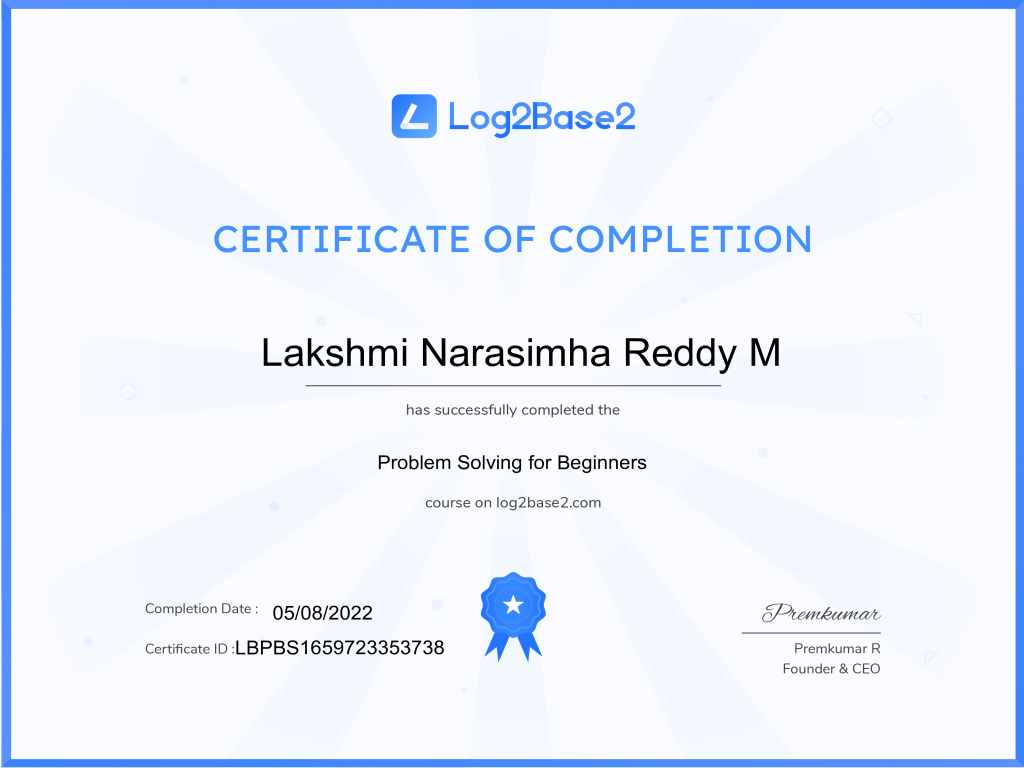 Log2Base2
CERTIFICATE OF COMPLETION
Lakshmi Narasimha Reddy M
has successfully completed the
Problem Solving for Beginners
course on log2base2.com
Completion Date : 05/08/2022
Certificate ID :LBPBS1659723353738
Premkumar
Premkumar R
Founder & CEO